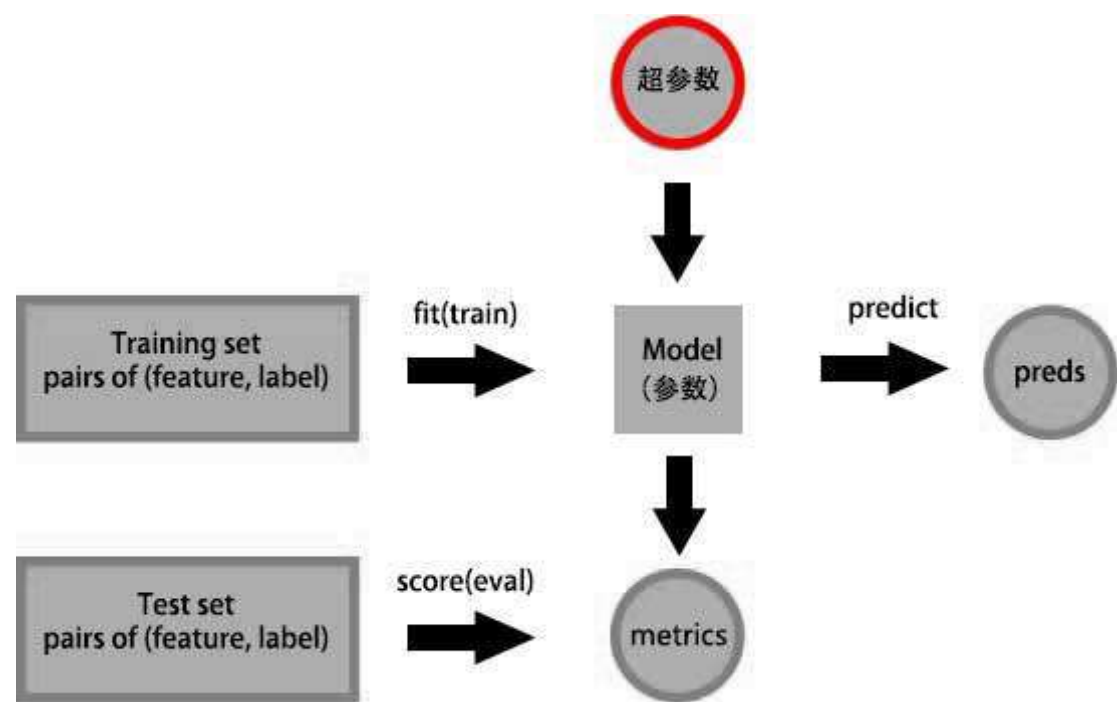 超参数
fit(train)
predict
Training set
pairs of (feature, label)
Model
(参数)
preds
score(eval)
Test set
pairs of (feature, label)
metrics